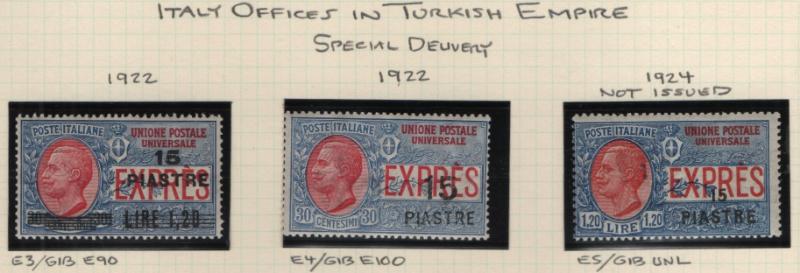 ITALY OFFICES IN TURKISH EMPIRE
SPECIAL DELIVERY
1922
POSTE ITALIANE
UNIONE POSTALE
UNIVERSALE
15
PIASTRE
EXPRÈS
LIRE 1,20
E3/GIB E90
1922
POSTE ITALIANE
UNIONE POSTALE
UNIVERSALE
EXPRÈS
15
PIASTRE
30 CENTESIMI 30
E4/GIB E100
1924
NOT ISSUED
POSTE ITALIANE
UNIONE POSTALE
UNIVERSALE
EXPRÈS
15
PIASTRE
1,20 LIRE 1,20
E5/GIB UNL